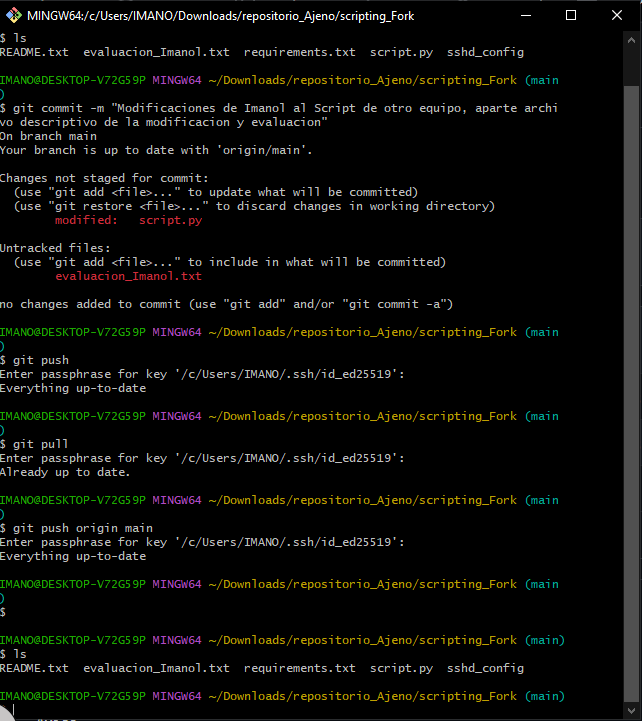 MINGW64:/c/Users/IMANO/Downloads/repositorio_Ajeno/scripting_Fork
$ ls
README.txt  evaluacion_Imanol.txt  requirements.txt  script.py  sshd_config
IMANO@DESKTOP-V72G59P MINGW64 ~/Downloads/repositorio_Ajeno/scripting_Fork (main
)
$ git commit -m "Modificaciones de Imanol al Script de otro equipo, aparte archi
vo descriptivo de la modificacion y evaluacion"
On branch main
Your branch is up to date with 'origin/main'.
Changes not staged for commit:
  (use "git add <file>..." to update what will be committed)
  (use "git restore <file>..." to discard changes in working directory)
        modified:   script.py
Untracked files:
  (use "git add <file>..." to include in what will be committed)
        evaluacion_Imanol.txt
no changes added to commit (use "git add" and/or "git commit -a")
IMANO@DESKTOP-V72G59P MINGW64 ~/Downloads/repositorio_Ajeno/scripting_Fork (main
)
$ git push
Enter passphrase for key '/c/Users/IMANO/.ssh/id_ed25519':
Everything up-to-date
IMANO@DESKTOP-V72G59P MINGW64 ~/Downloads/repositorio_Ajeno/scripting_Fork (main
)
$ git pull
Enter passphrase for key '/c/Users/IMANO/.ssh/id_ed25519':
Already up to date.
IMANO@DESKTOP-V72G59P MINGW64 ~/Downloads/repositorio_Ajeno/scripting_Fork (main
)
$ git push origin main
Enter passphrase for key '/c/Users/IMANO/.ssh/id_ed25519':
Everything up-to-date
IMANO@DESKTOP-V72G59P MINGW64 ~/Downloads/repositorio_Ajeno/scripting_Fork (main
)
$
IMANO@DESKTOP-V72G59P MINGW64 ~/Downloads/repositorio_Ajeno/scripting_Fork (main)
$ ls
README.txt  evaluacion_Imanol.txt  requirements.txt  script.py  sshd_config
IMANO@DESKTOP-V72G59P MINGW64 ~/Downloads/repositorio_Ajeno/scripting_Fork (main)